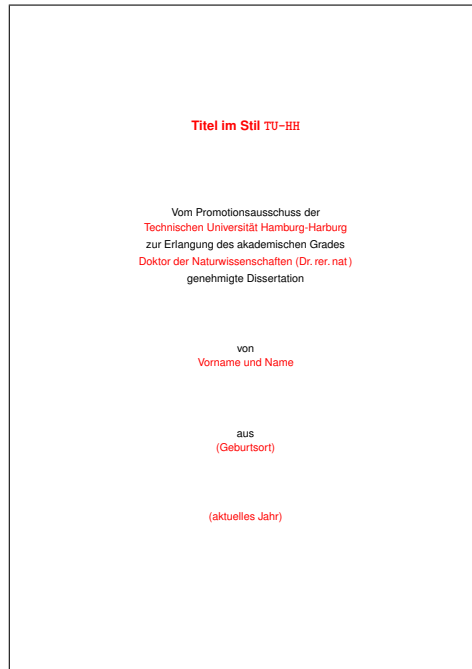 Titel im Stil TU-HH
Vom Promotionsausschuss der
Technischen Universität Hamburg-Harburg
zur Erlangung des akademischen Grades
Doktor der Naturwissenschaften (Dr. rer. nat)
genehmigte Dissertation
von
Vorname und Name
aus
(Geburtsort)
(aktuelles Jahr)